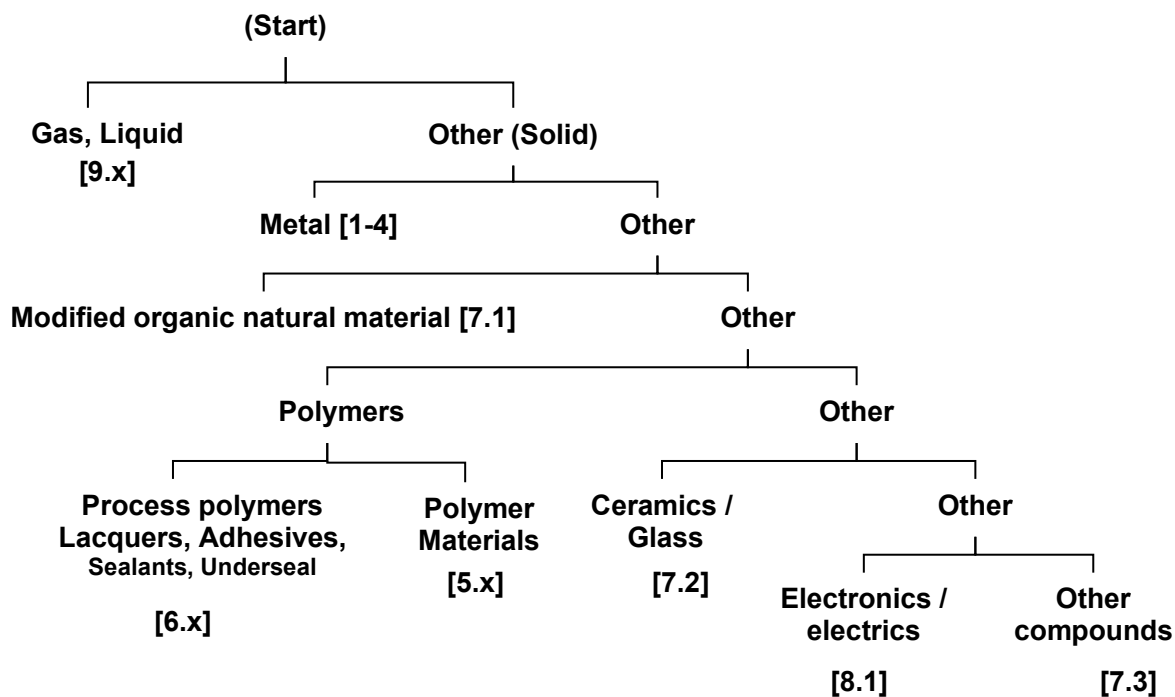 (Start)
Gas, Liquid
[9.x]
Other (Solid)
Metal [1-4]
Other
Modified organic natural material [7.1]
Other
Polymers
Other
Process polymers
Lacquers, Adhesives,
Sealants, Underseal
[6.x]
Polymer
Materials
[5.x]
Ceramics /
Glass
[7.2]
Other
Electronics /
electrics
[8.1]
Other
compounds
[7.3]